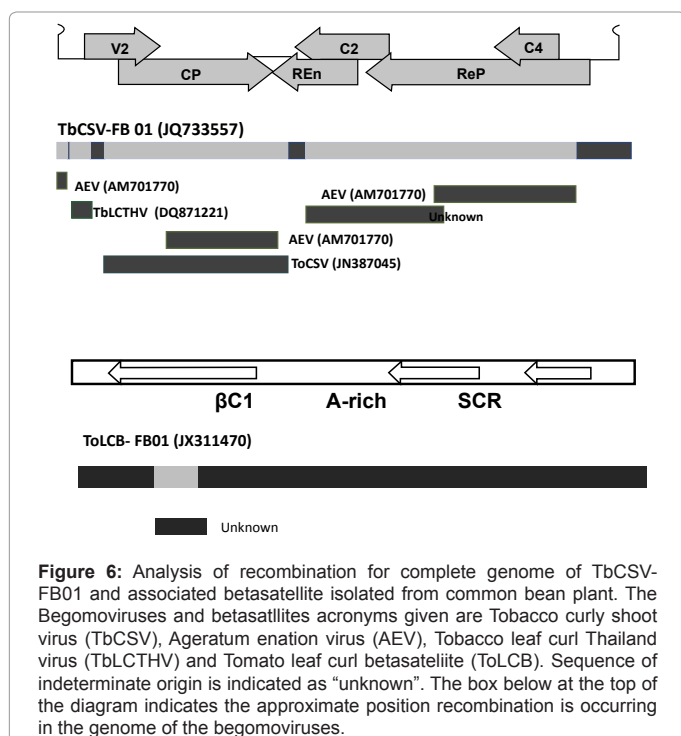 V2
C2
C4
CP
REn
ReP
TbCSV-FB 01 (JQ733557)
AEV (AM701770)
AEV (AM701770)
TbLCTHV (DQ871221)
Unknown
AEV (AM701770)
ToCSV (JN387045)
βC1
A-rich
SCR
ToLCB- FB01 (JX311470)
Unknown
Figure 6: Analysis of recombination for complete genome of TbCSV-
FB01 and associated betasatellite isolated from common bean plant. The
Begomoviruses and betasatllites acronyms given are Tobacco curly shoot
virus (TbCSV), Ageratum enation virus (AEV), Tobacco leaf curl Thailand
virus (TbLCTHV) and Tomato leaf curl betasateliite (ToLCB). Sequence of
indeterminate origin is indicated as “unknown”. The box below at the top of
the diagram indicates the approximate position recombination is occurring
in the genome of the begomoviruses.